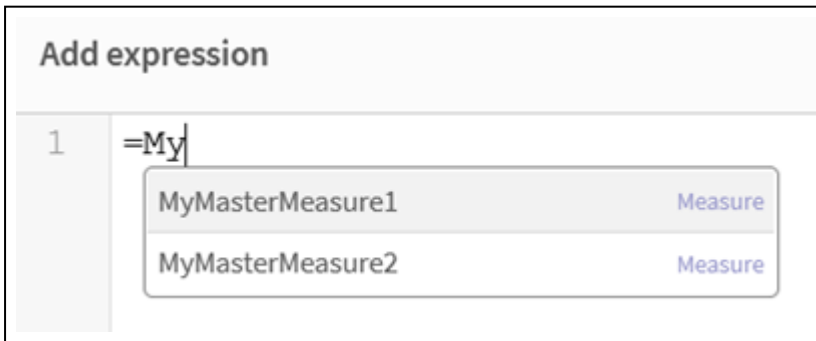 Add expression
1 =My
MyMasterMeasure1 Measure
MyMasterMeasure2 Measure